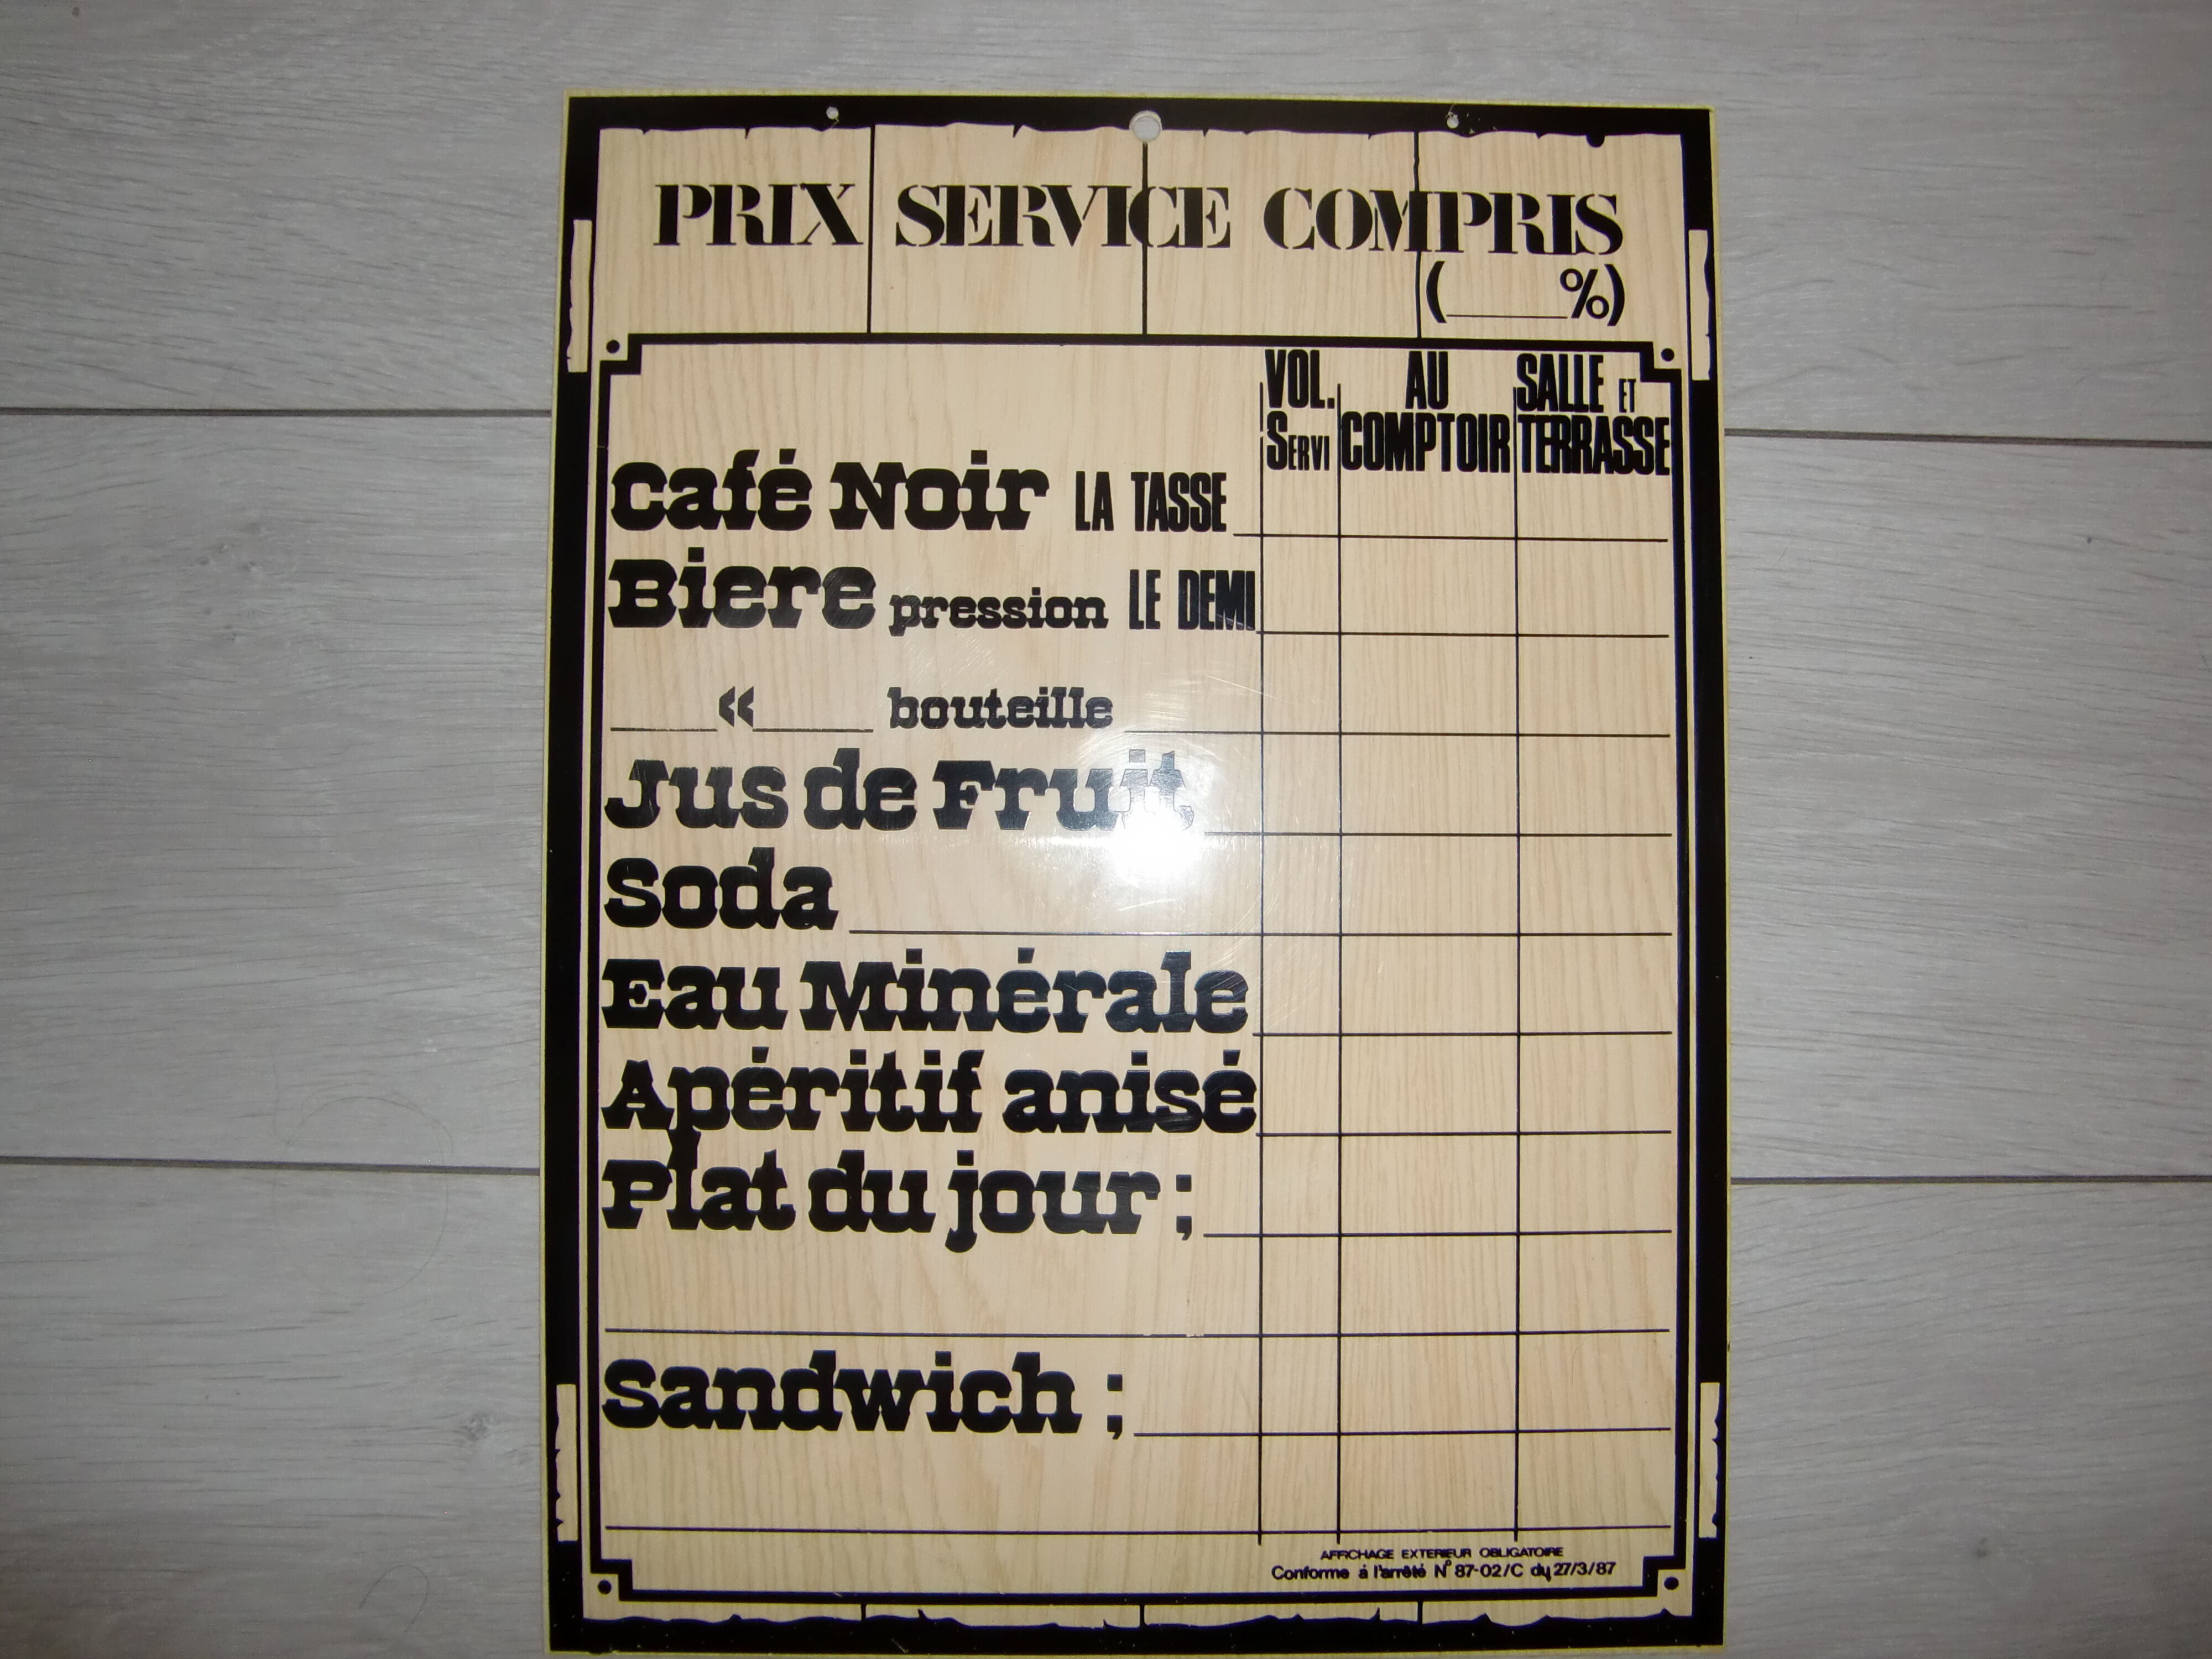 PRIX SERVICE COMPRIS
(____%)
VOL. SERVI AU COMPTOIR SALLE ET TERRASSE
Café Noir LA TASSE
Biere pression LE DEMI
« bouteille
Jus de Fruit
Soda
Eau Minérale
Apéritif anisé
Plat du jour ;
Sandwich ;
AFFICHAGE EXTERIEUR OBLIGATOIRE
Conforme á l'arrêté N° 87-02/C du 27/3/87